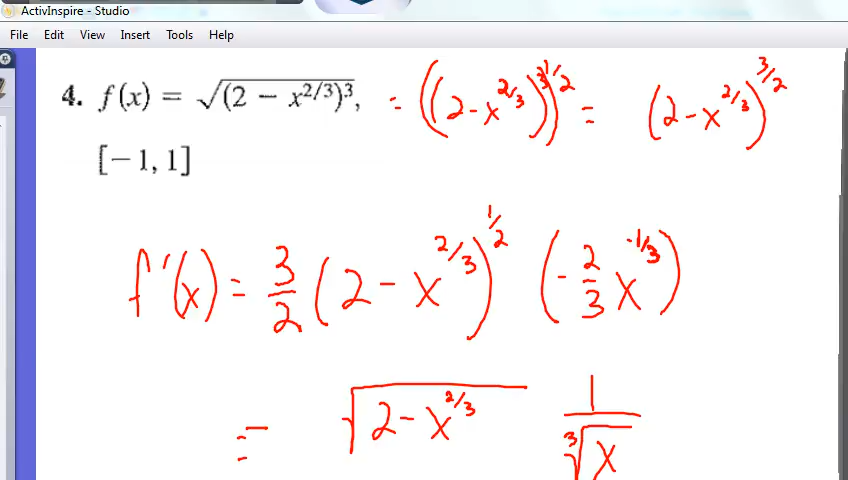 ActivInspire - Studio
File Edit View Insert Tools Help
4. f(x) = √(2 − x^{2/3})^3, = ((2-x^{2/3})^3)^{1/2} = (2-x^{2/3})^{3/2}
[−1, 1]
f'(x) = 3/2 (2-x^{2/3})^{1/2} (-2/3 x^{-1/3})
= - √(2-x^{2/3}) 1/∛x